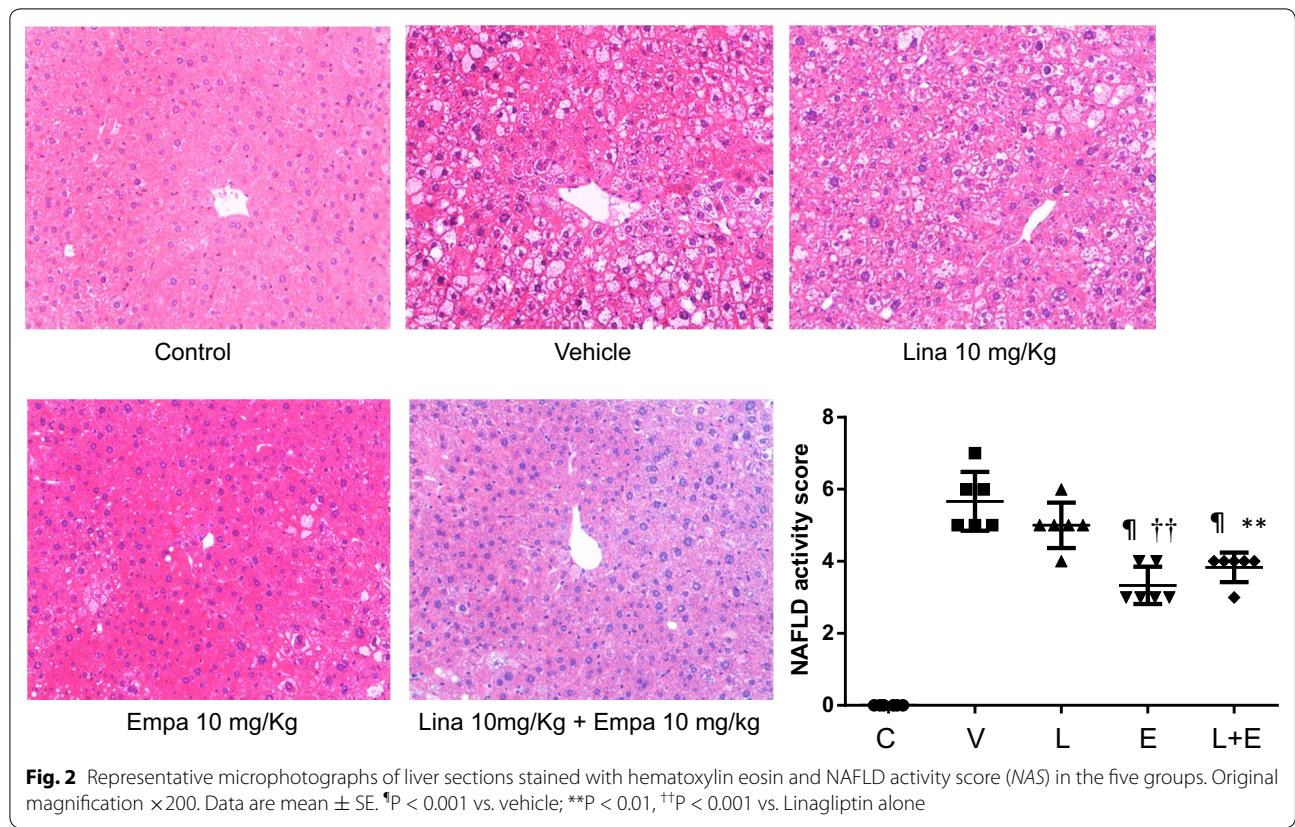 Control
Vehicle
Lina 10 mg/Kg
Empa 10 mg/Kg
Lina 10mg/Kg + Empa 10 mg/kg
NAFLD activity score
8
6
4
2
0
¶ ††
¶ **
C V L E L+E
Fig. 2 Representative microphotographs of liver sections stained with hematoxylin eosin and NAFLD activity score (NAS) in the five groups. Original
magnification ×200. Data are mean ± SE. ¶P < 0.001 vs. vehicle; **P < 0.01, ††P < 0.001 vs. Linagliptin alone